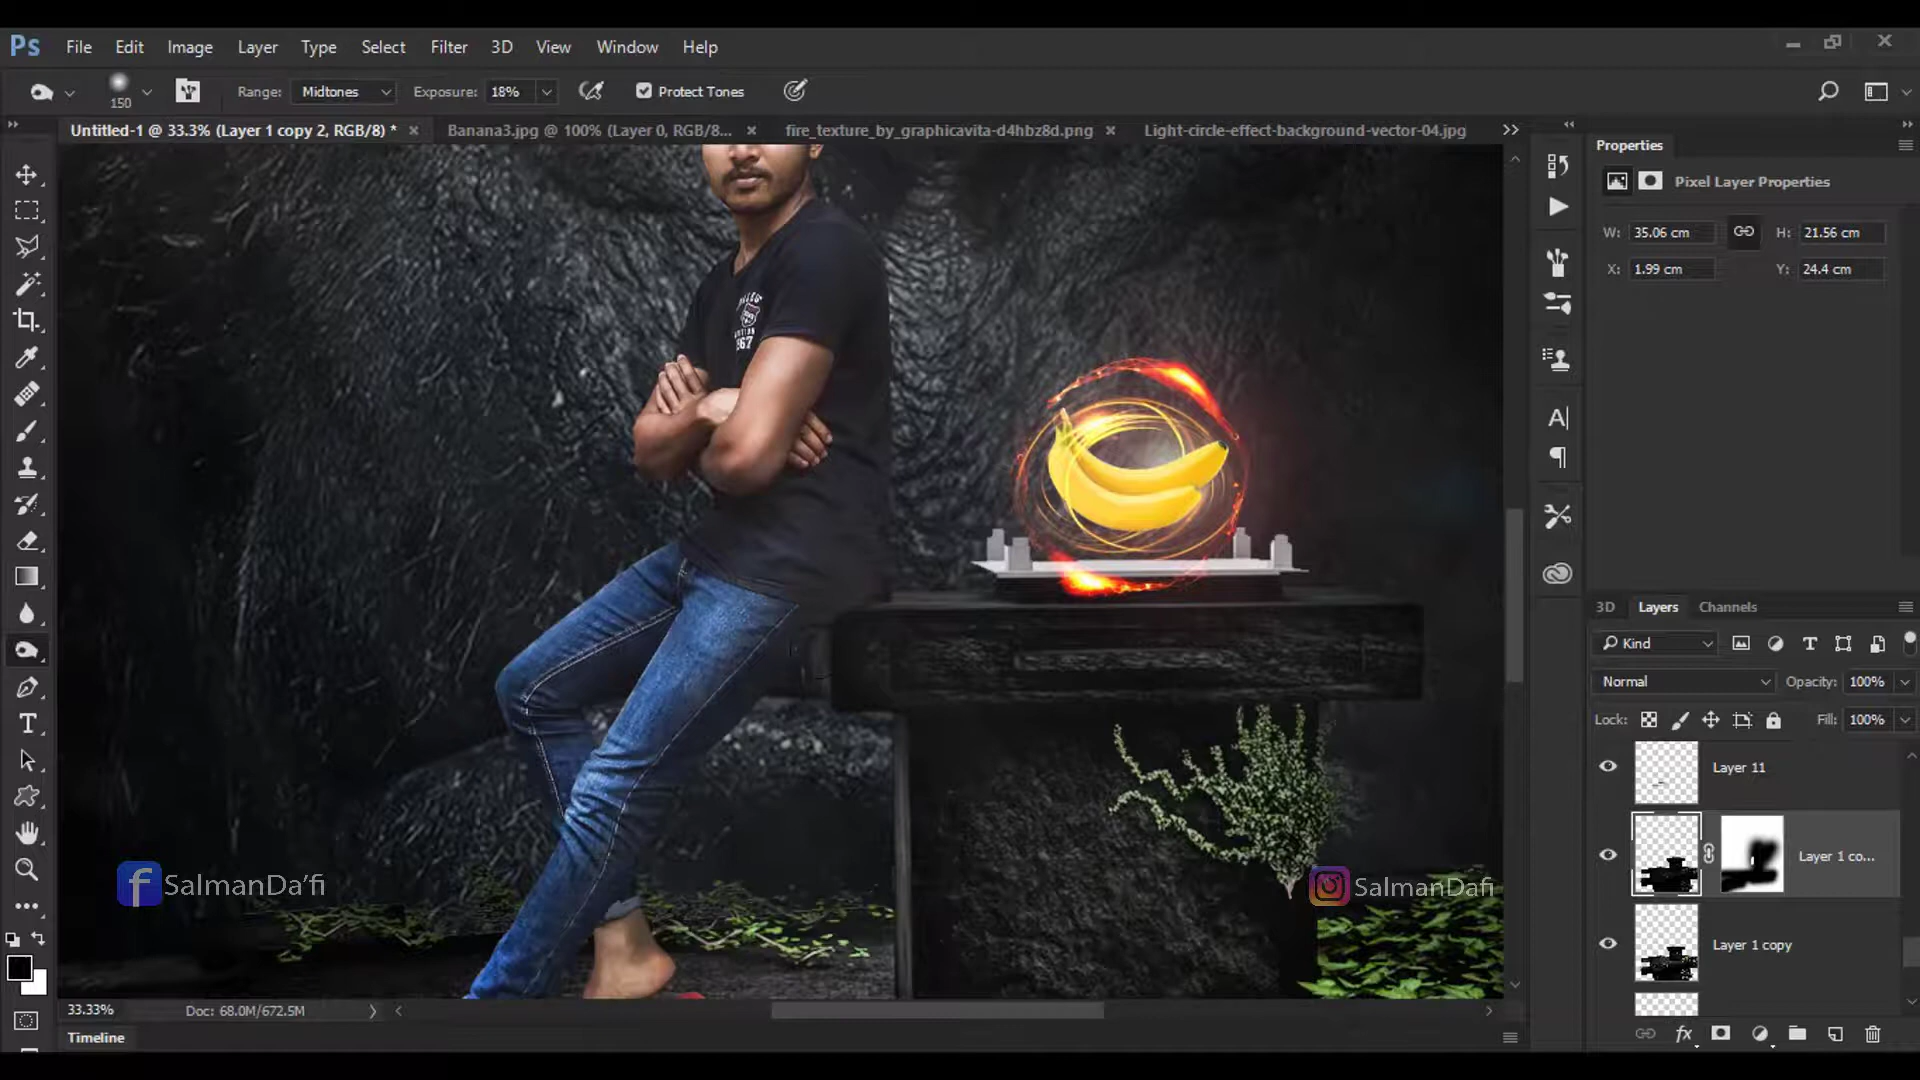 Ps File Edit Image Layer Type Select Filter 3D View Window Help
150 Range: Midtones Exposure: 18% Protect Tones
Untitled-1 @ 33.3% (Layer 1 copy 2, RGB/8) * Banana3.jpg @ 100% (Layer 0, RGB/8... fire_texture_by_graphicavita-d4hbz8d.png Light-circle-effect-background-vector-04.jpg
Properties
Pixel Layer Properties
W: 35.06 cm H: 21.56 cm
X: 1.99 cm Y: 24.4 cm
67
3D Layers Channels
Kind
Normal Opacity: 100%
Lock: Fill: 100%
Layer 11
Layer 1 co...
Layer 1 copy
SalmanDa'fi
SalmanDafi
33.33% Doc: 68.0M/672.5M
Timeline